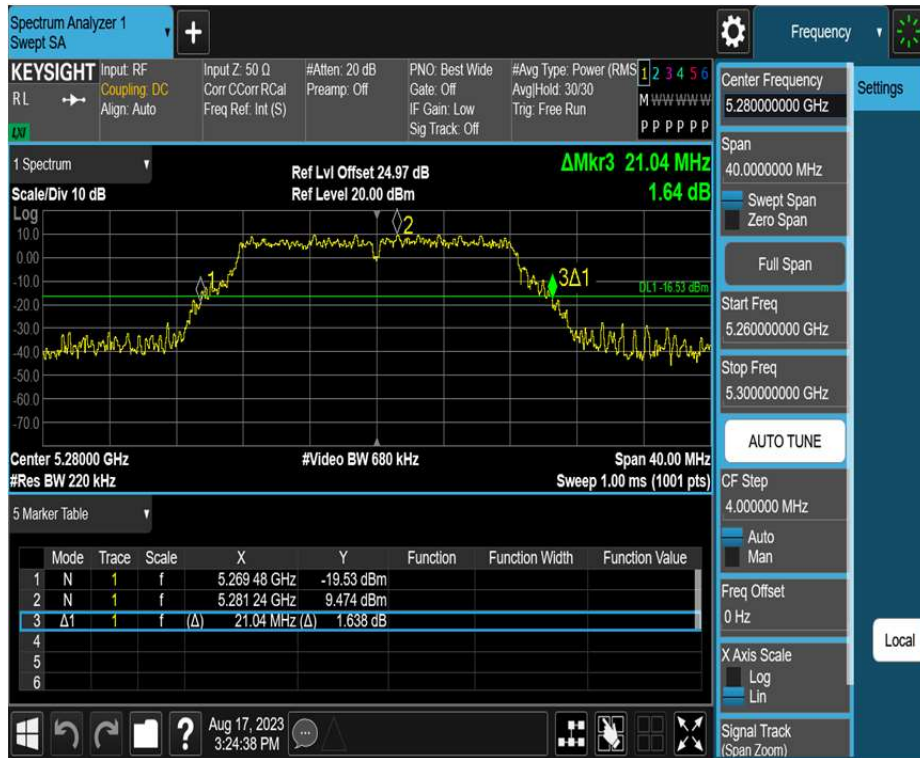 Spectrum Analyzer 1
Swept SA
+
Frequency
KEYSIGHT
RL
LXI
Input: RF
Coupling: DC
Align: Auto
Input Z: 50 Ω
Corr CCorr RCal
Freq Ref: Int (S)
#Atten: 20 dB
Preamp: Off
PNO: Best Wide
Gate: Off
IF Gain: Low
Sig Track: Off
#Avg Type: Power (RMS
Avg|Hold: 30/30
Trig: Free Run
1 2 3 4 5 6
M W W W W W
P P P P P P
Center Frequency
5.280000000 GHz
Settings
Span
40.0000000 MHz
Swept Span
Zero Span
Full Span
Start Freq
5.260000000 GHz
Stop Freq
5.300000000 GHz
AUTO TUNE
CF Step
4.000000 MHz
Auto
Man
Freq Offset
0 Hz
X Axis Scale
Log
Lin
Signal Track
(Span Zoom)
Local
1 Spectrum
Scale/Div 10 dB
Ref Lvl Offset 24.97 dB
Ref Level 20.00 dBm
ΔMkr3 21.04 MHz
1.64 dB
Log
10.0
0.00
-10.0
-20.0
-30.0
-40.0
-50.0
-60.0
-70.0
1
2
3Δ1
DL1 -16.53 dBm
Center 5.28000 GHz
#Video BW 680 kHz
Span 40.00 MHz
#Res BW 220 kHz
Sweep 1.00 ms (1001 pts)
5 Marker Table
Mode Trace Scale X Y Function Function Width Function Value
1 N 1 f 5.269 48 GHz -19.53 dBm
2 N 1 f 5.281 24 GHz 9.474 dBm
3 Δ1 1 f (Δ) 21.04 MHz (Δ) 1.638 dB
4
5
6
?
Aug 17, 2023
3:24:38 PM